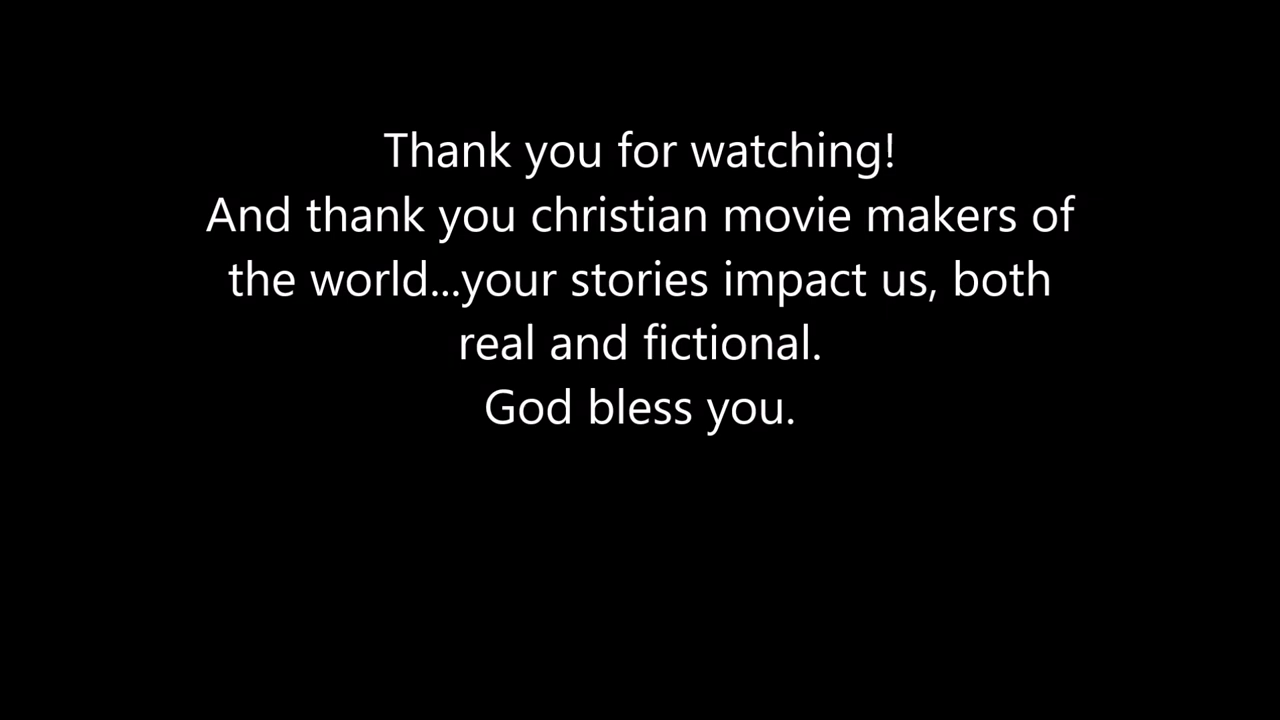 Thank you for watching!
And thank you christian movie makers of
the world...your stories impact us, both
real and fictional.
God bless you.